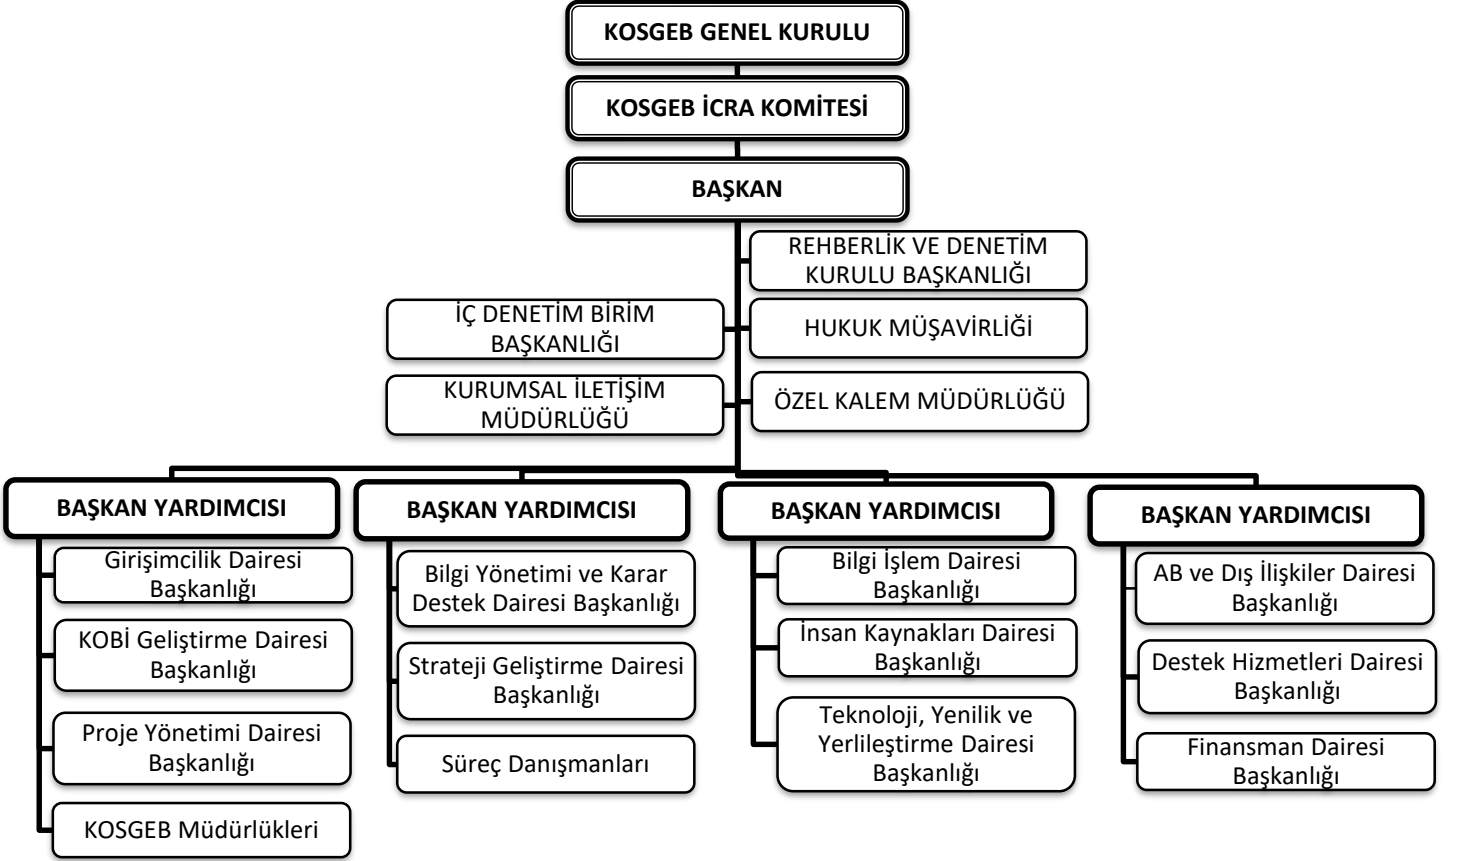 KOSGEB GENEL KURULU
KOSGEB İCRA KOMİTESİ
BAŞKAN
REHBERLİK VE DENETİM
KURULU BAŞKANLIĞI
İÇ DENETİM BİRİM
BAŞKANLIĞI
HUKUK MÜŞAVİRLİĞİ
KURUMSAL İLETİŞİM
MÜDÜRLÜĞÜ
ÖZEL KALEM MÜDÜRLÜĞÜ
BAŞKAN YARDIMCISI
Girişimcilik Dairesi
Başkanlığı
KOBİ Geliştirme Dairesi
Başkanlığı
Proje Yönetimi Dairesi
Başkanlığı
KOSGEB Müdürlükleri
BAŞKAN YARDIMCISI
Bilgi Yönetimi ve Karar
Destek Dairesi Başkanlığı
Strateji Geliştirme Dairesi
Başkanlığı
Süreç Danışmanları
BAŞKAN YARDIMCISI
Bilgi İşlem Dairesi
Başkanlığı
İnsan Kaynakları Dairesi
Başkanlığı
Teknoloji, Yenilik ve
Yerlileştirme Dairesi
Başkanlığı
BAŞKAN YARDIMCISI
AB ve Dış İlişkiler Dairesi
Başkanlığı
Destek Hizmetleri Dairesi
Başkanlığı
Finansman Dairesi
Başkanlığı